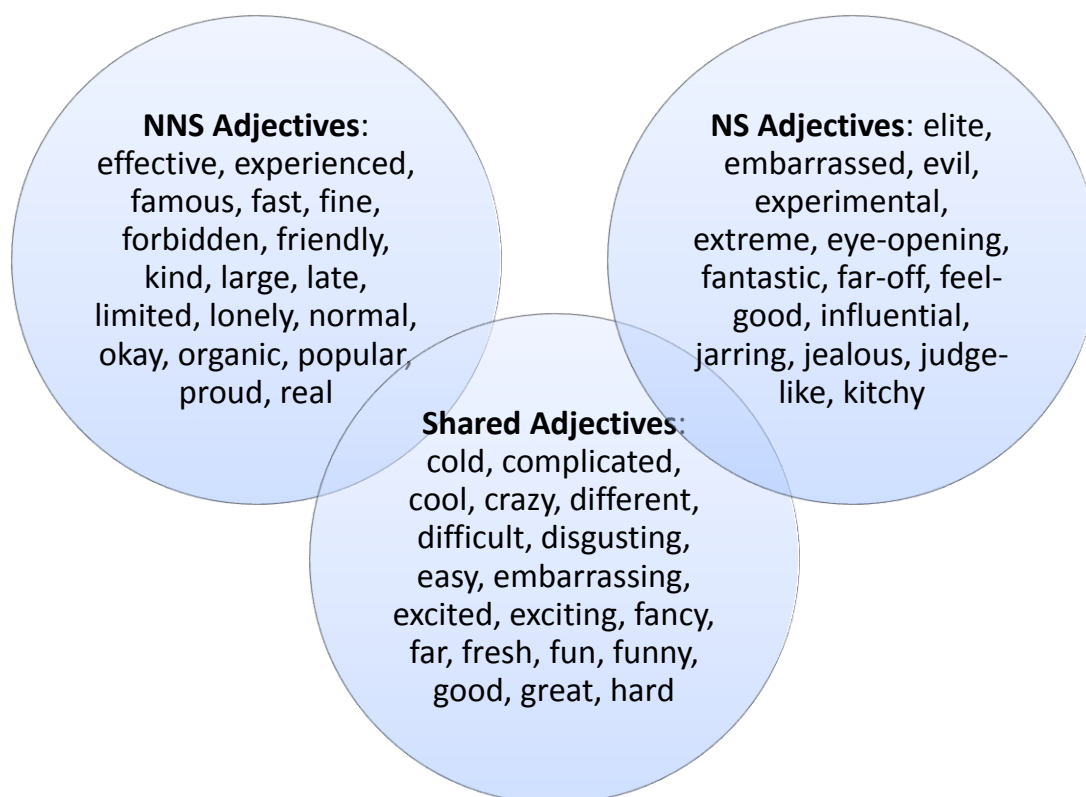 NNS Adjectives:
effective, experienced,
famous, fast, fine,
forbidden, friendly,
kind, large, late,
limited, lonely, normal,
okay, organic, popular,
proud, real
NS Adjectives: elite,
embarrassed, evil,
experimental,
extreme, eye-opening,
fantastic, far-off, feel-
good, influential,
jarring, jealous, judge-
like, kitchy
Shared Adjectives:
cold, complicated,
cool, crazy, different,
difficult, disgusting,
easy, embarrassing,
excited, exciting, fancy,
far, fresh, fun, funny,
good, great, hard